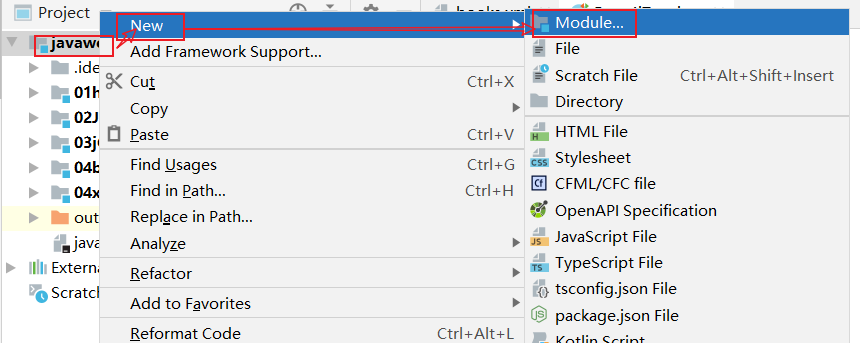 Project
New
Module...
javawe
Add Framework Support...
File
.ide
Cut Ctrl+X
Scratch File Ctrl+Alt+Shift+Insert
01h
Copy
Directory
02J
Paste Ctrl+V
HTML File
03j
Find Usages Ctrl+G
Stylesheet
04b
Find in Path... Ctrl+H
CFML/CFC file
04x
Replace in Path...
OpenAPI Specification
out
Analyze
JavaScript File
java
Refactor
TypeScript File
Externa
Add to Favorites
tsconfig.json File
Scratch
Reformat Code Ctrl+Alt+L
package.json File
Kotlin Script